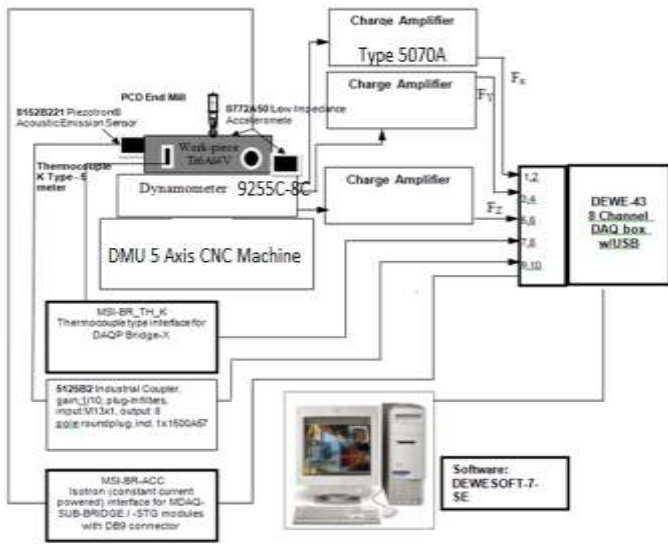 Charge Amplifier
Type 5070A
Charge Amplifier
Charge Amplifier
Fx
FY
FZ
PCD End Mill
8152B221 Piezotron®
Acoustic Emission Sensor
8772A50 Low Impedance
Acceleromete
Work-piece
Ti6Al4V
Thermocouple
K Type - 5
meter
Dynamometer 9255C-8C
DMU 5 Axis CNC Machine
1,2
3,4
5,6
7,8
9,10
DEWE-43
8 Channel
DAQ box
w/USB
MSI-BR_TH_K
Thermocouple type interface for
DAQP Bridge-X
5125B2 Industrial Coupler,
gain:1/10, plug-in filters,
input:M13x1, output: 8
pole roundplug, incl. 1x1500A57
MSI-BR-ACC
Isotron (constant current
powered) interface for MDAQ-
SUB-BRIDGE / -STG modules
with DB9 connector
Software:
DEWESOFT-7-
SE